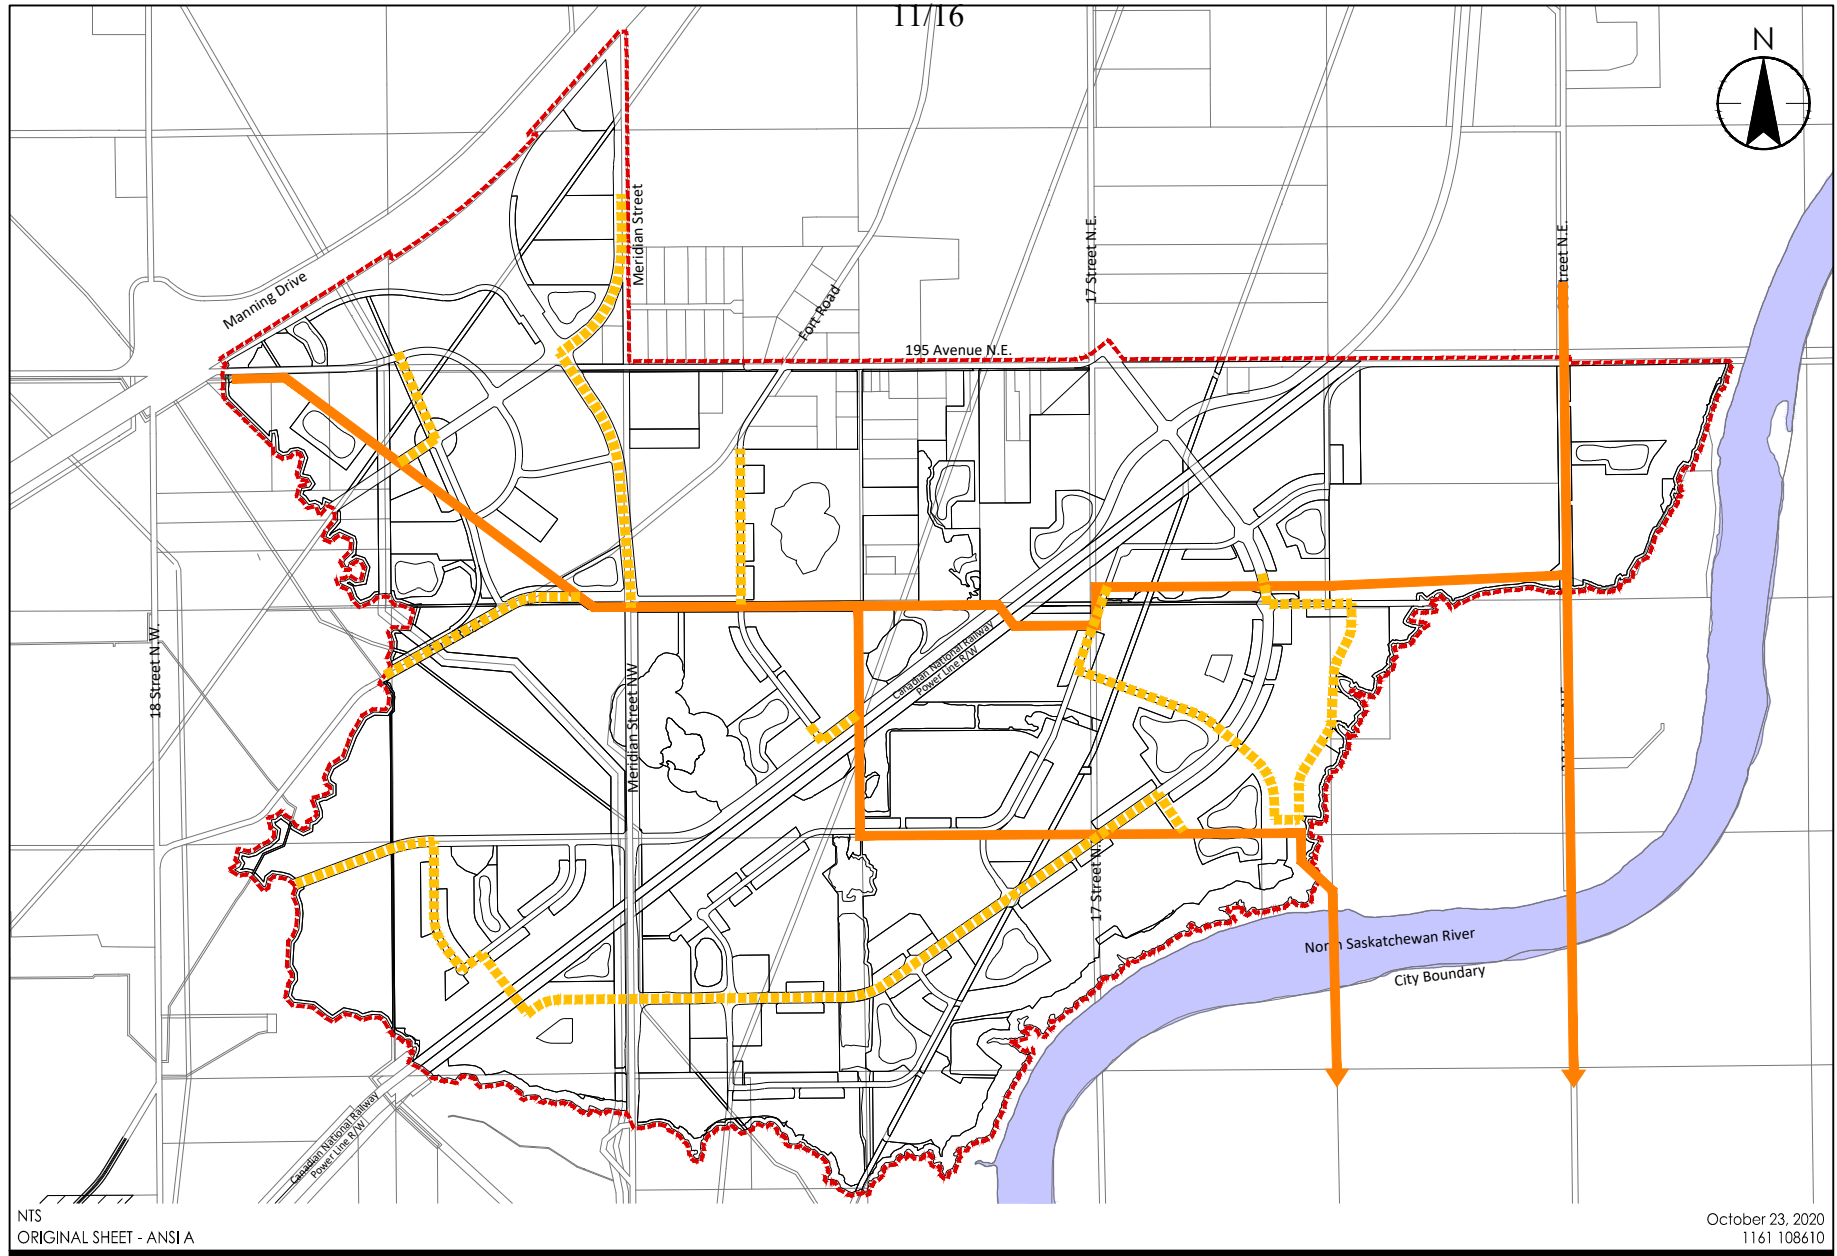 11/16
N
Meridian Street
17 Street N.E.
treet N.E.
Manning Drive
Fort Road
195 Avenue N.E.
18 Street N.W.
Meridian Street NW
Canadian National Railway
Power Line R/W
17 Street N.
North Saskatchewan River
City Boundary
Canadian National Railway
Power Line R/W
NTS
ORIGINAL SHEET - ANSI A
October 23, 2020
1161 108610